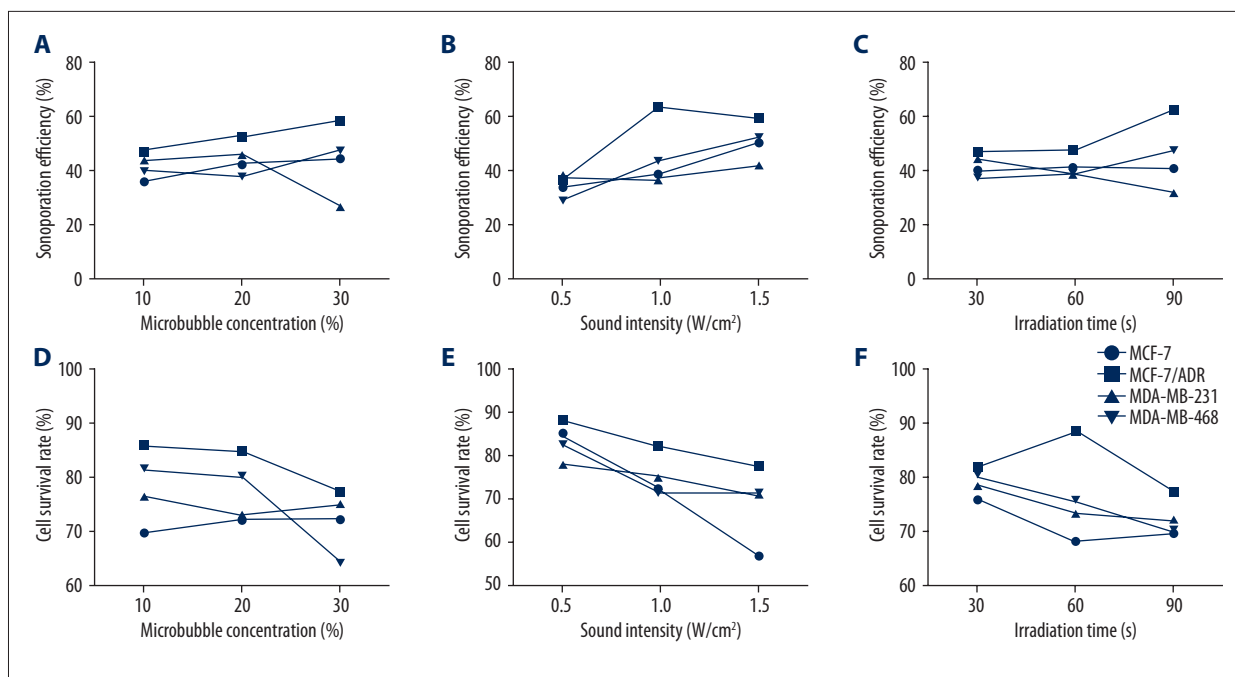 A
Sonoporation efficiency (%)
80
60
40
20
0
10 20 30
Microbubble concentration (%)
B
Sonoporation efficiency (%)
80
60
40
20
0
0.5 1.0 1.5
Sound intensity (W/cm²)
C
Sonoporation efficiency (%)
80
60
40
20
0
30 60 90
Irradiation time (s)
D
Cell survival rate (%)
100
90
80
70
60
10 20 30
Microbubble concentration (%)
E
Cell survival rate (%)
100
90
80
70
60
50
0.5 1.0 1.5
Sound intensity (W/cm²)
F
Cell survival rate (%)
100
90
80
70
60
30 60 90
Irradiation time (s)
MCF-7
MCF-7/ADR
MDA-MB-231
MDA-MB-468